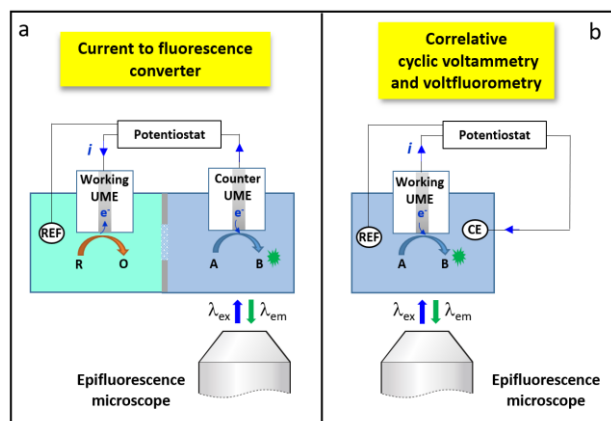 a
Current to fluorescence
converter
Potentiostat
i
Working
UME
Counter
UME
e-
e-
REF
R
O
A
B
λex
λem
Epifluorescence
microscope
b
Correlative
cyclic voltammetry
and voltfluorometry
Potentiostat
i
Working
UME
e-
REF
CE
A
B
λex
λem
Epifluorescence
microscope